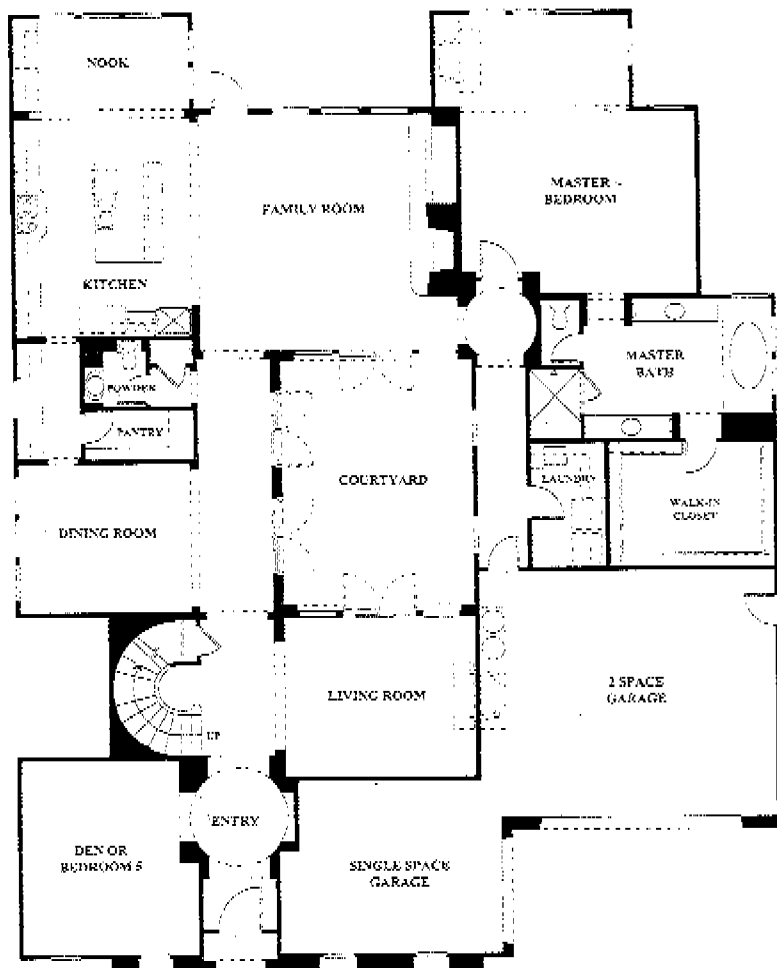 NOOK
FAMILY ROOM
MASTER
BEDROOM
KITCHEN
MASTER
BATH
POWDER
PANTRY
COURTYARD
LAUNDRY
WALK-IN
CLOSET
DINING ROOM
2 SPACE
GARAGE
LIVING ROOM
UP
ENTRY
DEN OR
BEDROOM 5
SINGLE SPACE
GARAGE